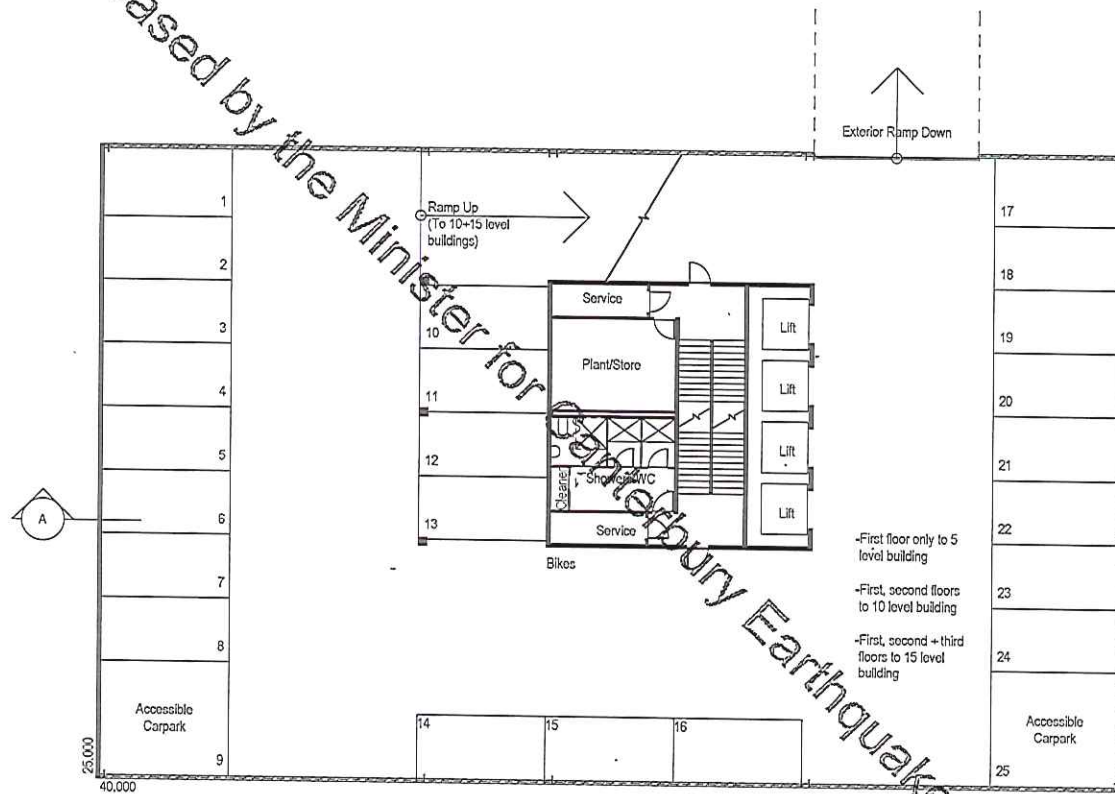 ased by the Minister for Canterbury Earthquake
Exterior Ramp Down
Ramp Up
(To 10+15 level
buildings)
1
2
3
4
5
6
7
8
Accessible
Carpark
9
10
11
12
13
Service
Plant/Store
Shower/WC
Cleaner
Service
Bikes
Lift
Lift
Lift
Lift
14
15
16
17
18
19
20
21
22
23
24
Accessible
Carpark
25
-First floor only to 5
level building
-First, second floors
to 10 level building
-First, second + third
floors to 15 level
building
A
40,000